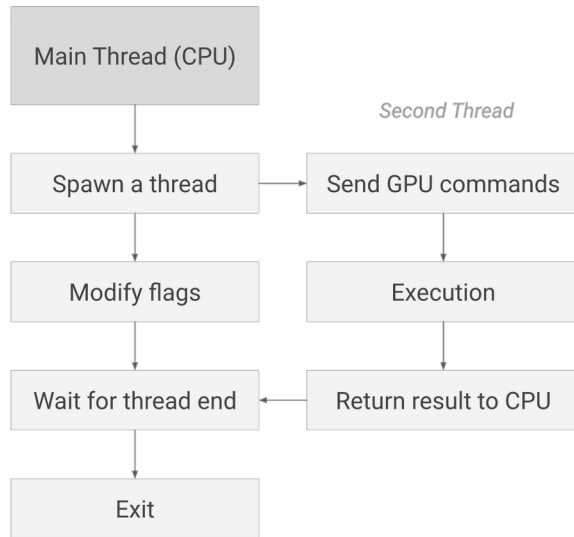 Main Thread (CPU)
Second Thread
Spawn a thread
Send GPU commands
Modify flags
Execution
Wait for thread end
Return result to CPU
Exit